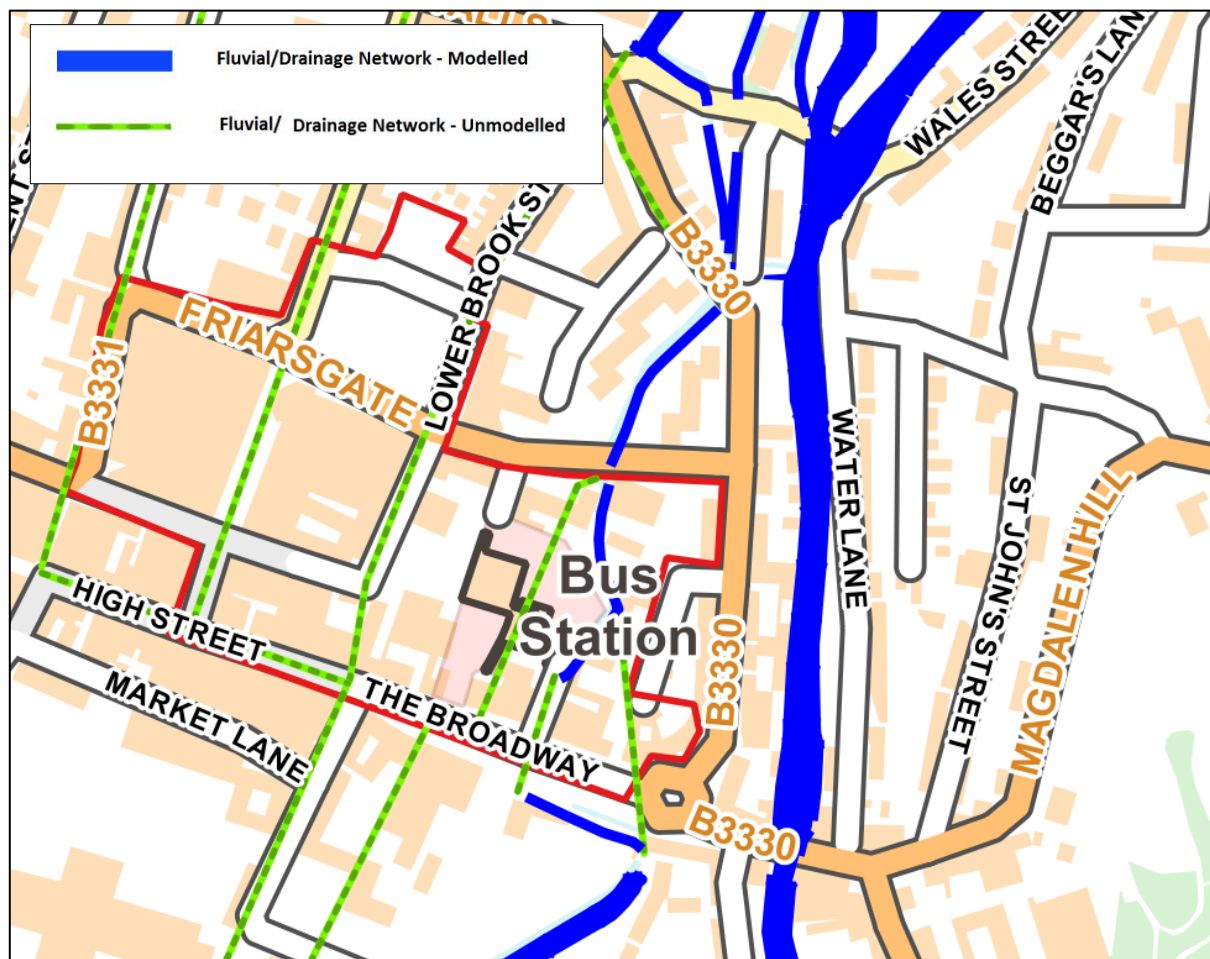 Fluvial/Drainage Network - Modelled
Fluvial/ Drainage Network - Unmodelled
WALES STREET
BEGGAR'S LANE
LOWER BROOK ST
B3330
FRIARSGATE
B3331
WATER LANE
ST JOHN'S STREET
MAGDALEN HILL
Bus
Station
HIGH STREET
B3330
MARKET LANE
THE BROADWAY
B3330